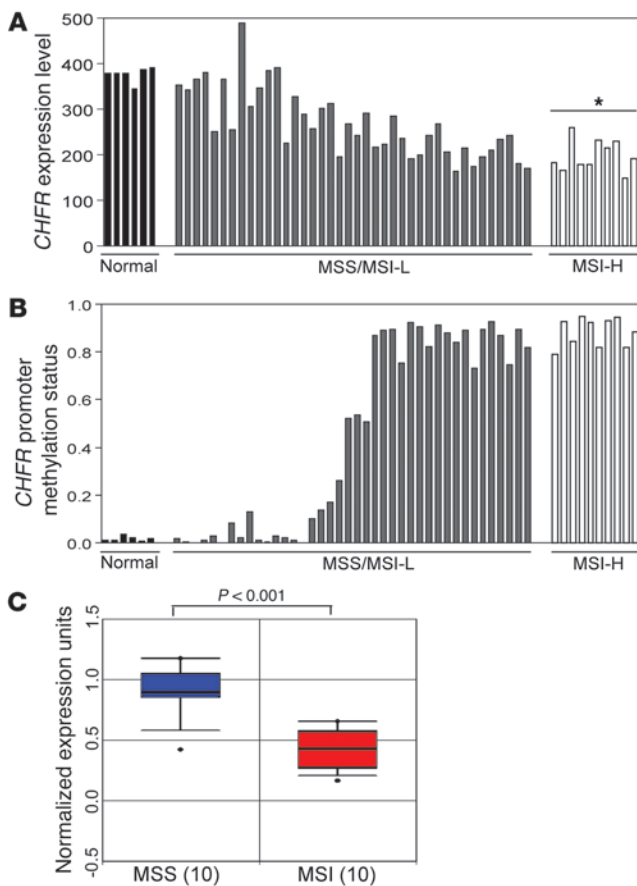 A
CHFR expression level
500
400
300
200
100
0
*
Normal
MSS/MSI-L
MSI-H
B
CHFR promoter
methylation status
1.0
0.8
0.6
0.4
0.2
0.0
Normal
MSS/MSI-L
MSI-H
C
P < 0.001
Normalized expression units
1.5
1.0
0.5
0.0
-0.5
MSS (10)
MSI (10)